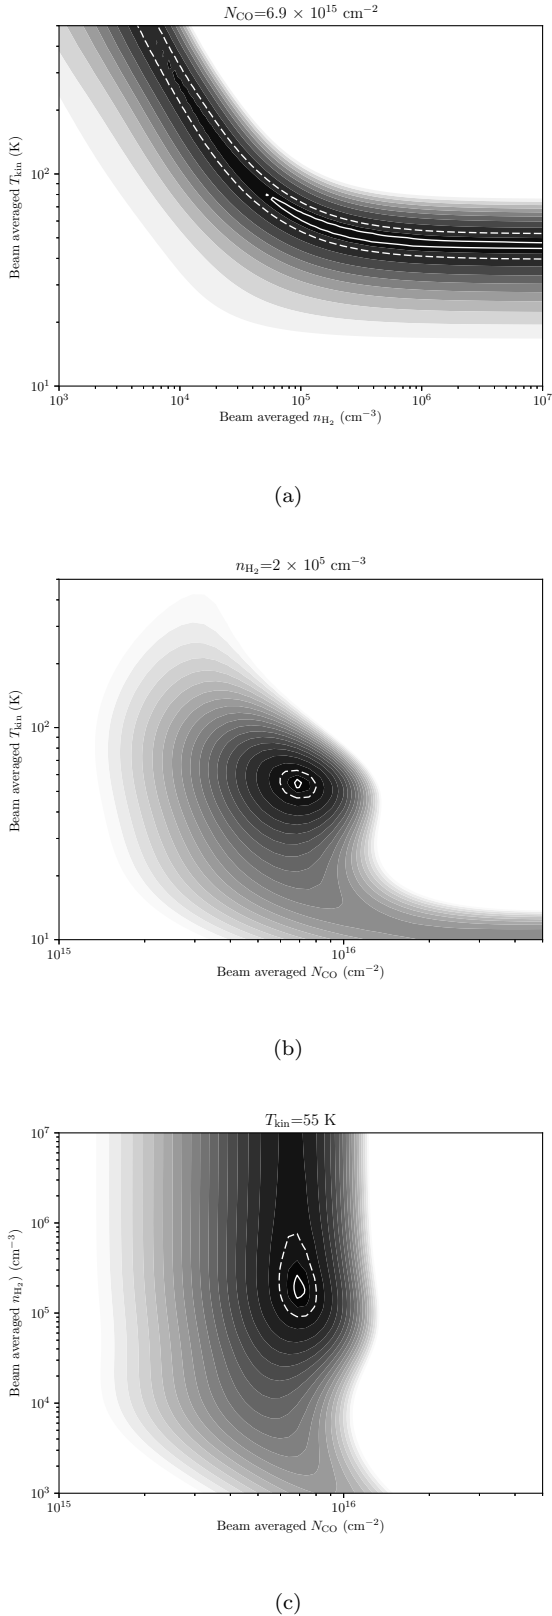 N_CO=6.9 × 10^15 cm^−2
Beam averaged T_kin (K)
10^2
10^1
10^3 10^4 10^5 10^6 10^7
Beam averaged n_H2 (cm^−3)
(a)
n_H2=2 × 10^5 cm^−3
Beam averaged T_kin (K)
10^2
10^1
10^15 10^16
Beam averaged N_CO (cm^−2)
(b)
T_kin=55 K
Beam averaged n_H2) (cm^−3)
10^7
10^6
10^5
10^4
10^3
10^15 10^16
Beam averaged N_CO (cm^−2)
(c)